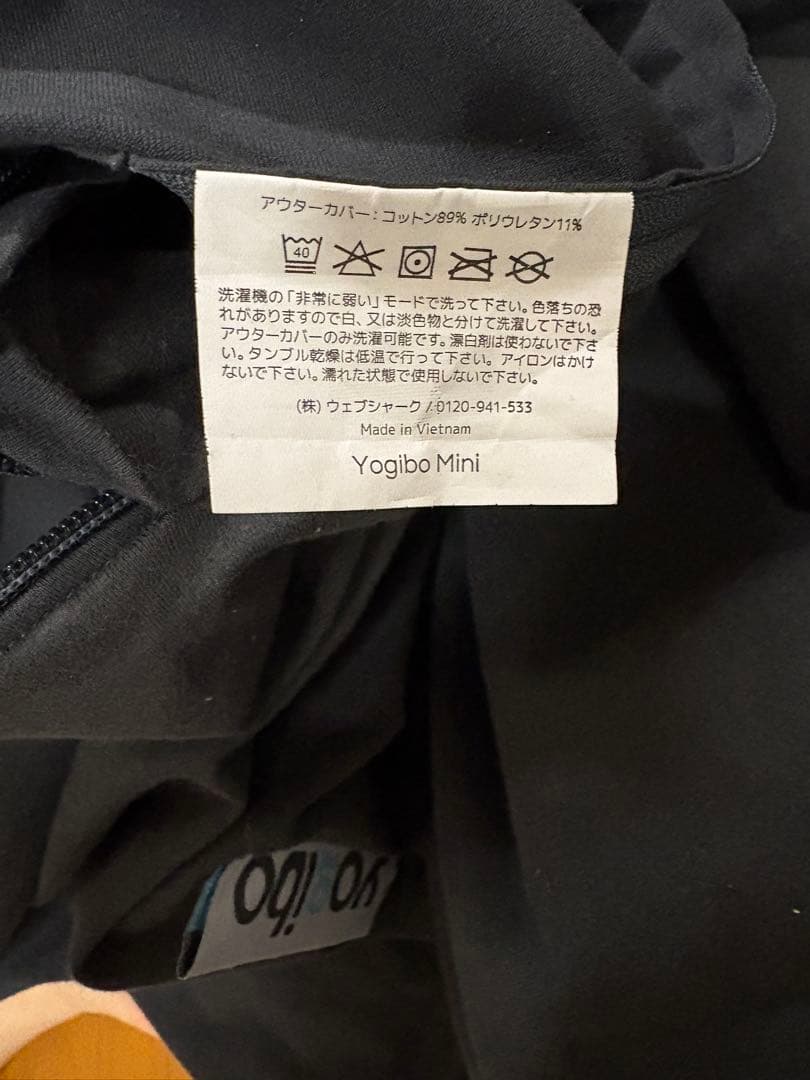 アウターカバー：コットン89% ポリウレタン11%
40
洗濯機の「非常に弱い」モードで洗って下さい。色落ちの恐
れがありますので白、又は淡色物と分けて洗濯して下さい。
アウターカバーのみ洗濯可能です。漂白剤は使わないで下さ
い。タンブル乾燥は低温で行って下さい。アイロンはかけ
ないで下さい。濡れた状態で使用しないで下さい。
(株) ウェブシャーク / 0120-941-533
Made in Vietnam
Yogibo Mini
yogibo